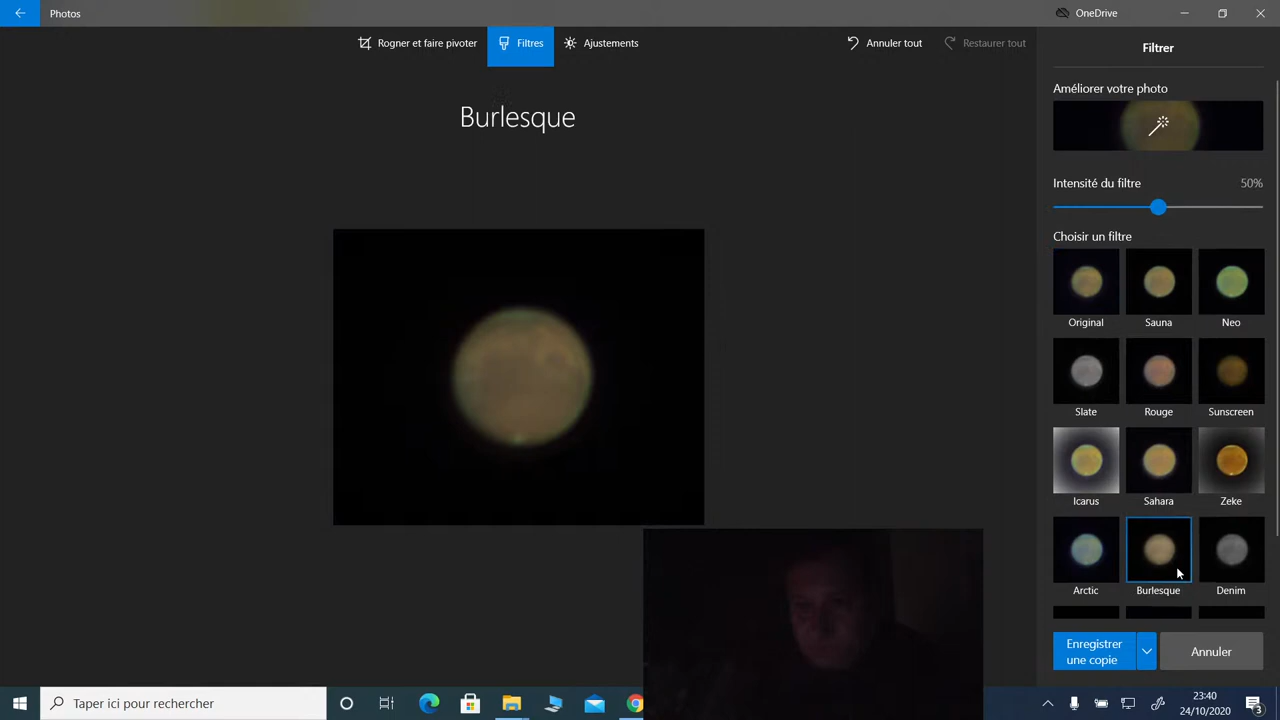 Photos
OneDrive
Rogner et faire pivoter
Filtres
Ajustements
Annuler tout
Restaurer tout
Burlesque
Filtrer
Améliorer votre photo
Intensité du filtre 50%
Choisir un filtre
Original Sauna Neo
Slate Rouge Sunscreen
Icarus Sahara Zeke
Arctic Burlesque Denim
Enregistrer
une copie
Annuler
Taper ici pour rechercher
23:40
24/10/2020
3